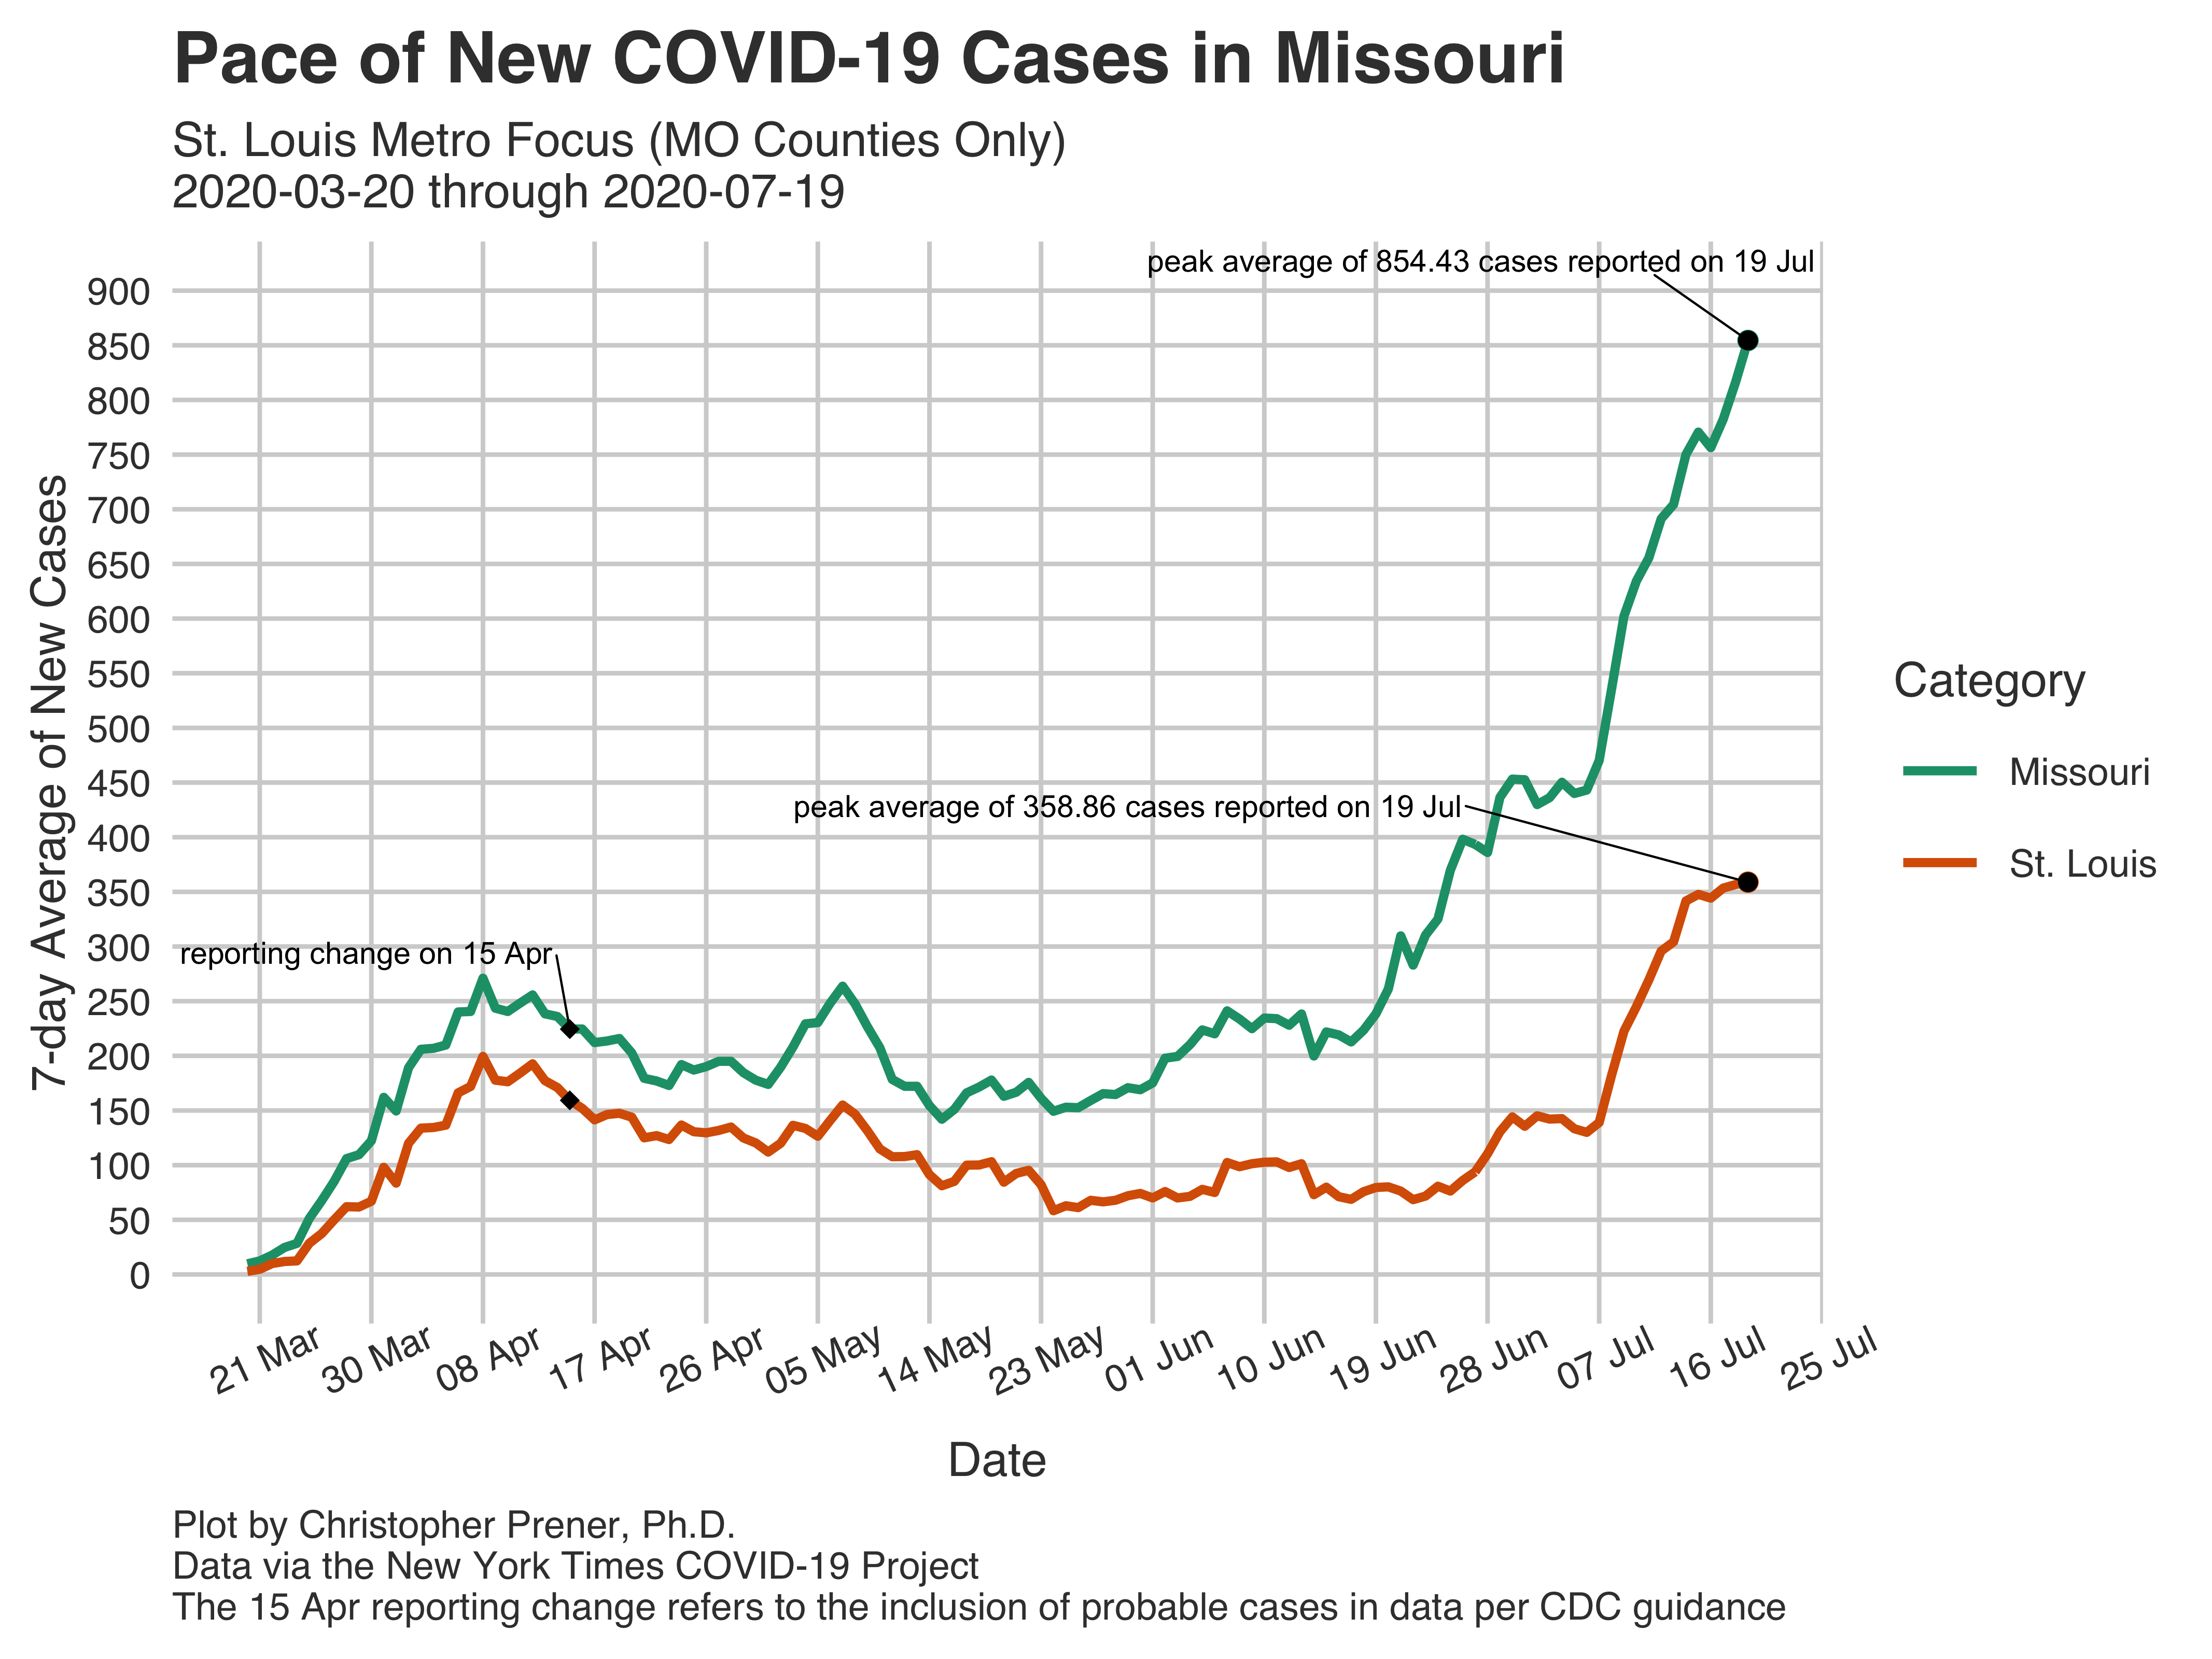 Pace of New COVID-19 Cases in Missouri
St. Louis Metro Focus (MO Counties Only)
2020-03-20 through 2020-07-19
peak average of 854.43 cases reported on 19 Jul
900
850
800
750
700
650
600
550
500
450
400
350
300
250
200
150
100
50
0
7-day Average of New Cases
peak average of 358.86 cases reported on 19 Jul
reporting change on 15 Apr
Category
Missouri
St. Louis
21 Mar
30 Mar
08 Apr
17 Apr
26 Apr
05 May
14 May
23 May
01 Jun
10 Jun
19 Jun
28 Jun
07 Jul
16 Jul
25 Jul
Date
Plot by Christopher Prener, Ph.D.
Data via the New York Times COVID-19 Project
The 15 Apr reporting change refers to the inclusion of probable cases in data per CDC guidance